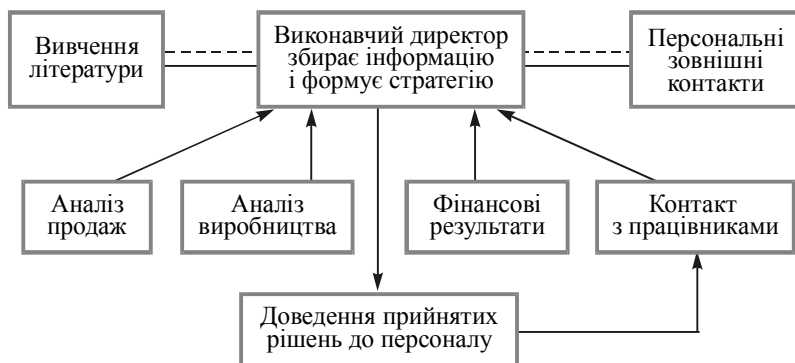 Вивчення
літератури
Виконавчий директор
збирає інформацію
і формує стратегію
Персональні
зовнішні
контакти
Аналіз
продаж
Аналіз
виробництва
Фінансові
результати
Контакт
з працівниками
Доведення прийнятих
рішень до персоналу